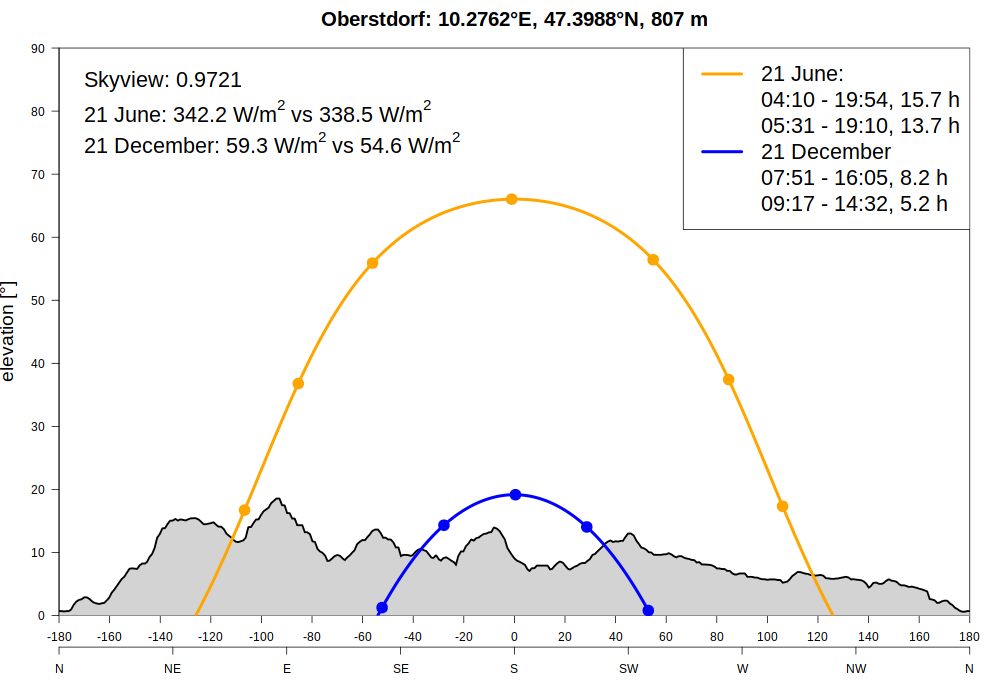 Oberstdorf: 10.2762°E, 47.3988°N, 807 m
Skyview: 0.9721
21 June: 342.2 W/m² vs 338.5 W/m²
21 December: 59.3 W/m² vs 54.6 W/m²
21 June:
04:10 - 19:54, 15.7 h
05:31 - 19:10, 13.7 h
21 December
07:51 - 16:05, 8.2 h
09:17 - 14:32, 5.2 h
elevation [°]
90
80
70
60
50
40
30
20
10
0
-180 -160 -140 -120 -100 -80 -60 -40 -20 0 20 40 60 80 100 120 140 160 180
N NE E SE S SW W NW N